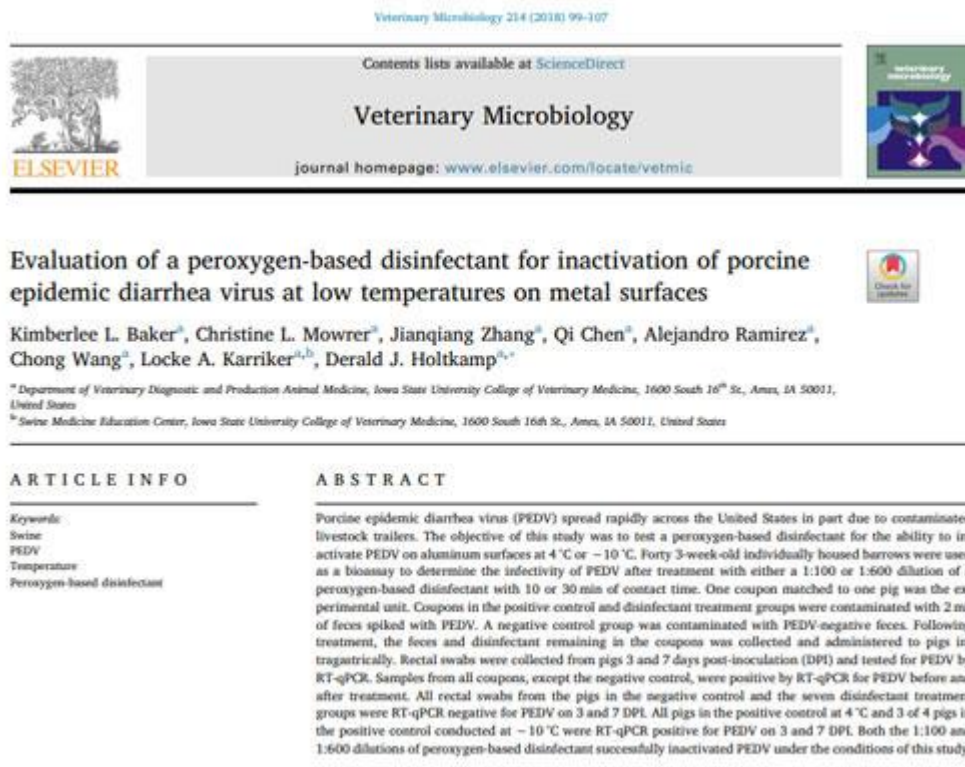 Veterinary Microbiology 214 (2018) 99–107
Contents lists available at ScienceDirect
Veterinary Microbiology
journal homepage: www.elsevier.com/locate/vetmic
ELSEVIER
veterinary
microbiology
Evaluation of a peroxygen-based disinfectant for inactivation of porcine
epidemic diarrhea virus at low temperatures on metal surfaces
Check for
updates
Kimberlee L. Bakerᵃ, Christine L. Mowrerᵃ, Jianqiang Zhangᵃ, Qi Chenᵃ, Alejandro Ramirezᵃ,
Chong Wangᵃ, Locke A. Karrikerᵃ,ᵇ, Derald J. Holtkampᵃ,*
ᵃ Department of Veterinary Diagnostic and Production Animal Medicine, Iowa State University College of Veterinary Medicine, 1600 South 16ᵗʰ St., Ames, IA 50011,
United States
ᵇ Swine Medicine Education Center, Iowa State University College of Veterinary Medicine, 1600 South 16th St., Ames, IA 50011, United States
ARTICLE INFO
Keywords:
Swine
PEDV
Temperature
Peroxygen-based disinfectant
ABSTRACT
Porcine epidemic diarrhea virus (PEDV) spread rapidly across the United States in part due to contaminate
livestock trailers. The objective of this study was to test a peroxygen-based disinfectant for the ability to in
activate PEDV on aluminum surfaces at 4 °C or −10 °C. Forty 3-week-old individually housed barrows were use
as a bioassay to determine the infectivity of PEDV after treatment with either a 1:100 or 1:600 dilution of
peroxygen-based disinfectant with 10 or 30 min of contact time. One coupon matched to one pig was the ex
perimental unit. Coupons in the positive control and disinfectant treatment groups were contaminated with 2 m
of feces spiked with PEDV. A negative control group was contaminated with PEDV-negative feces. Following
treatment, the feces and disinfectant remaining in the coupons was collected and administered to pigs in
tragastrically. Rectal swabs were collected from pigs 3 and 7 days post-inoculation (DPI) and tested for PEDV b
RT-qPCR. Samples from all coupons, except the negative control, were positive by RT-qPCR for PEDV before an
after treatment. All rectal swabs from the pigs in the negative control and the seven disinfectant treatmen
groups were RT-qPCR negative for PEDV on 3 and 7 DPI. All pigs in the positive control at 4 °C and 3 of 4 pigs i
the positive control conducted at −10 °C were RT-qPCR positive for PEDV on 3 and 7 DPI. Both the 1:100 an
1:600 dilutions of peroxygen-based disinfectant successfully inactivated PEDV under the conditions of this study